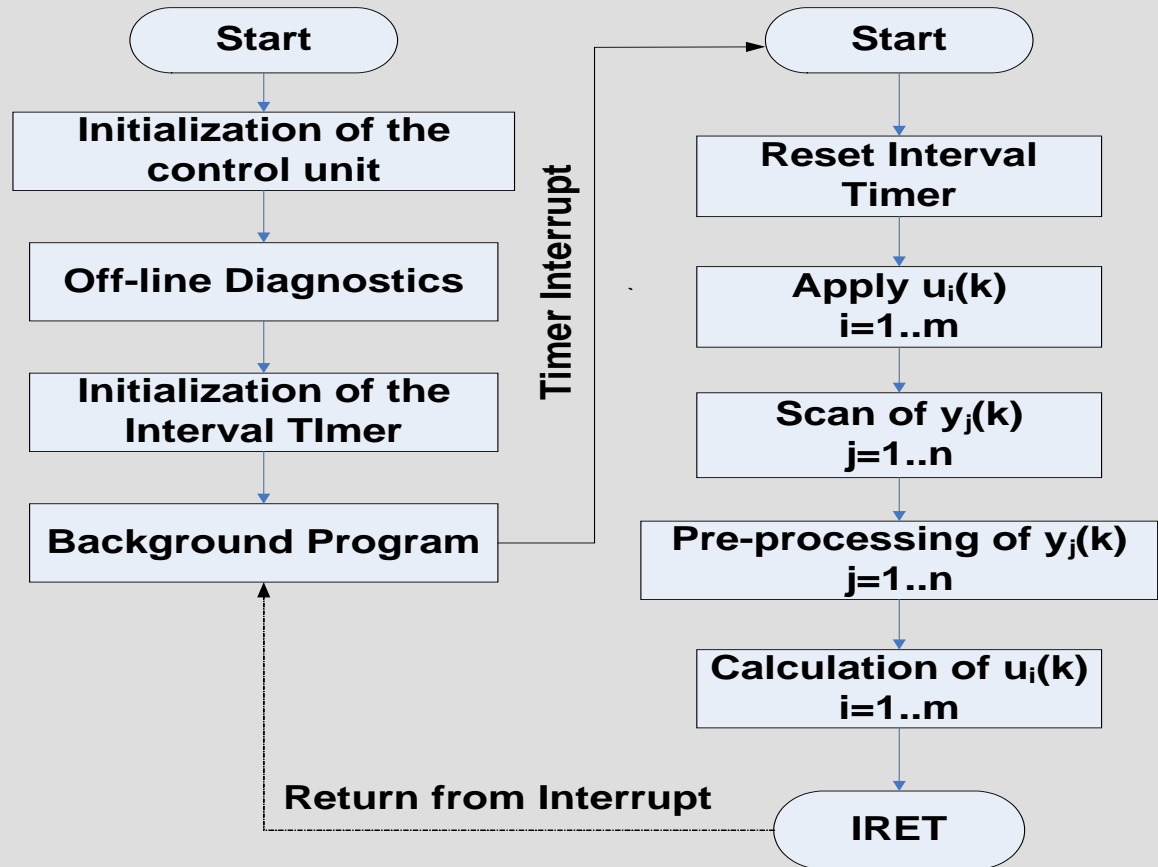 Start
Initialization of the
control unit
Off-line Diagnostics
Initialization of the
Interval TImer
Background Program
Timer Interrupt
Start
Reset Interval
Timer
Apply uᵢ(k)
i=1..m
Scan of yⱼ(k)
j=1..n
Pre-processing of yⱼ(k)
j=1..n
Calculation of uᵢ(k)
i=1..m
IRET
Return from Interrupt